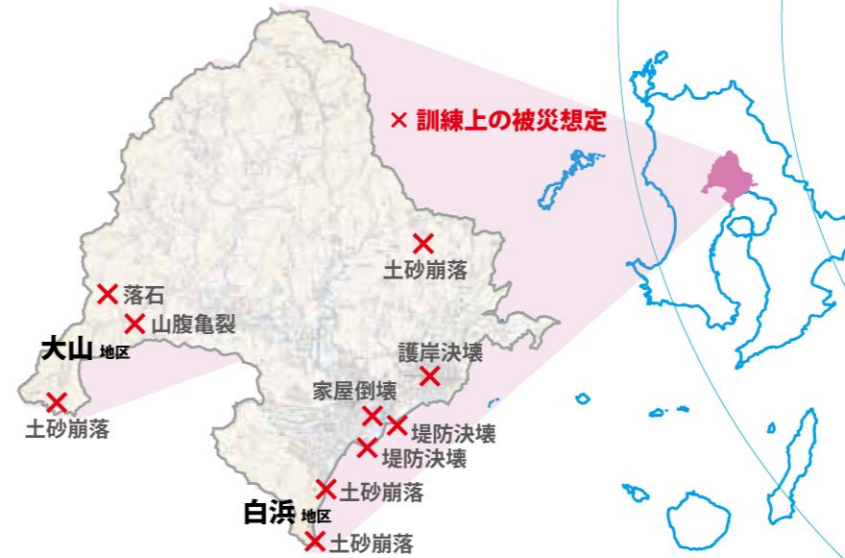 × 訓練上の被災想定
土砂崩落
落石
山腹亀裂
大山 地区
護岸決壊
家屋倒壊
土砂崩落
堤防決壊
堤防決壊
土砂崩落
白浜 地区
土砂崩落